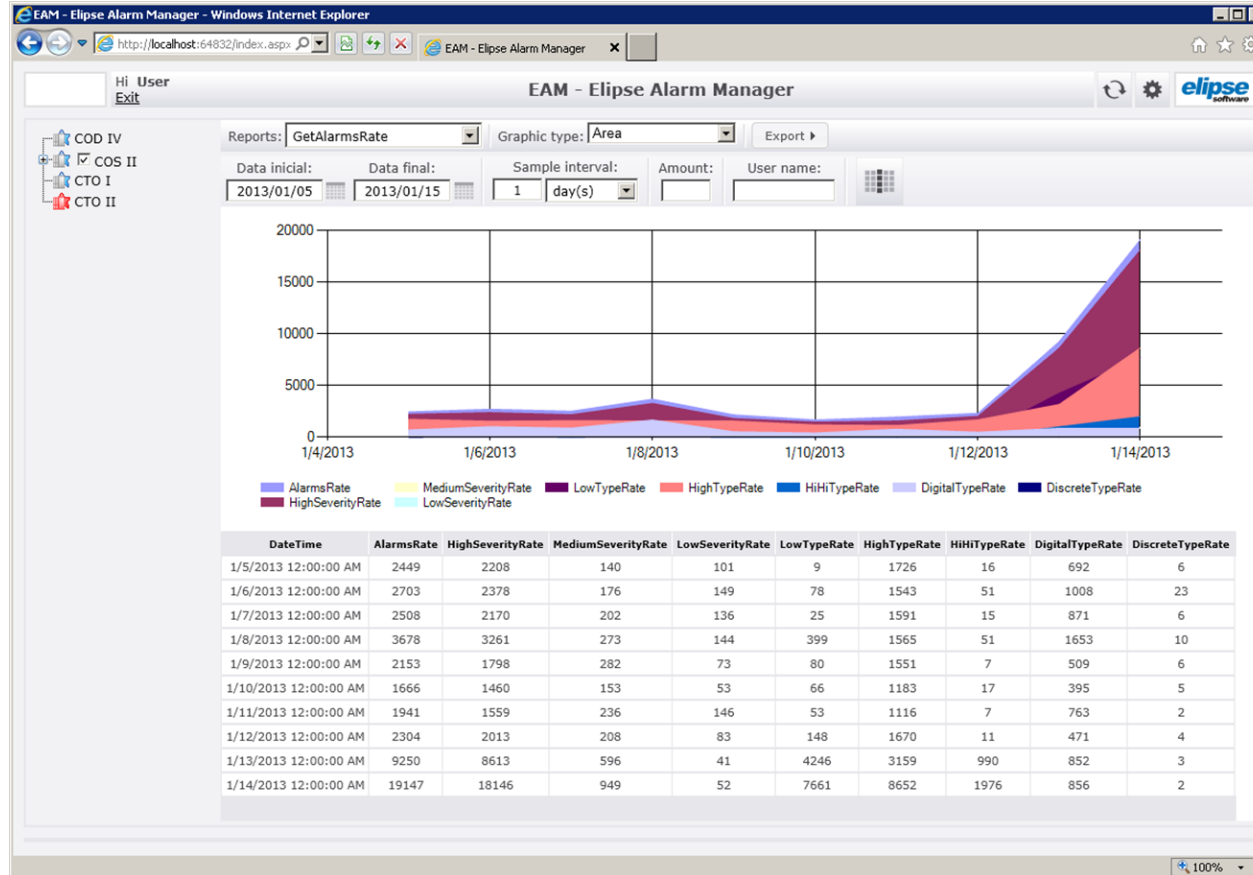 EAM - Elipse Alarm Manager - Windows Internet Explorer
http://localhost:64832/index.aspx
EAM - Elipse Alarm Manager
Hi User
Exit
EAM - Elipse Alarm Manager
elipse
software
COD IV
COS II
CTO I
CTO II
Reports: GetAlarmsRate Graphic type: Area Export
Data inicial: Data final: Sample interval: Amount: User name:
2013/01/05 2013/01/15 1 day(s)
20000
15000
10000
5000
0
1/4/2013 1/6/2013 1/8/2013 1/10/2013 1/12/2013 1/14/2013
AlarmsRate MediumSeverityRate LowTypeRate HighTypeRate HiHiTypeRate DigitalTypeRate DiscreteTypeRate
HighSeverityRate LowSeverityRate
DateTime AlarmsRate HighSeverityRate MediumSeverityRate LowSeverityRate LowTypeRate HighTypeRate HiHiTypeRate DigitalTypeRate DiscreteTypeRate
1/5/2013 12:00:00 AM 2449 2208 140 101 9 1726 16 692 6
1/6/2013 12:00:00 AM 2703 2378 176 149 78 1543 51 1008 23
1/7/2013 12:00:00 AM 2508 2170 202 136 25 1591 15 871 6
1/8/2013 12:00:00 AM 3678 3261 273 144 399 1565 51 1653 10
1/9/2013 12:00:00 AM 2153 1798 282 73 80 1551 7 509 6
1/10/2013 12:00:00 AM 1666 1460 153 53 66 1183 17 395 5
1/11/2013 12:00:00 AM 1941 1559 236 146 53 1116 7 763 2
1/12/2013 12:00:00 AM 2304 2013 208 83 148 1670 11 471 4
1/13/2013 12:00:00 AM 9250 8613 596 41 4246 3159 990 852 3
1/14/2013 12:00:00 AM 19147 18146 949 52 7661 8652 1976 856 2
100%